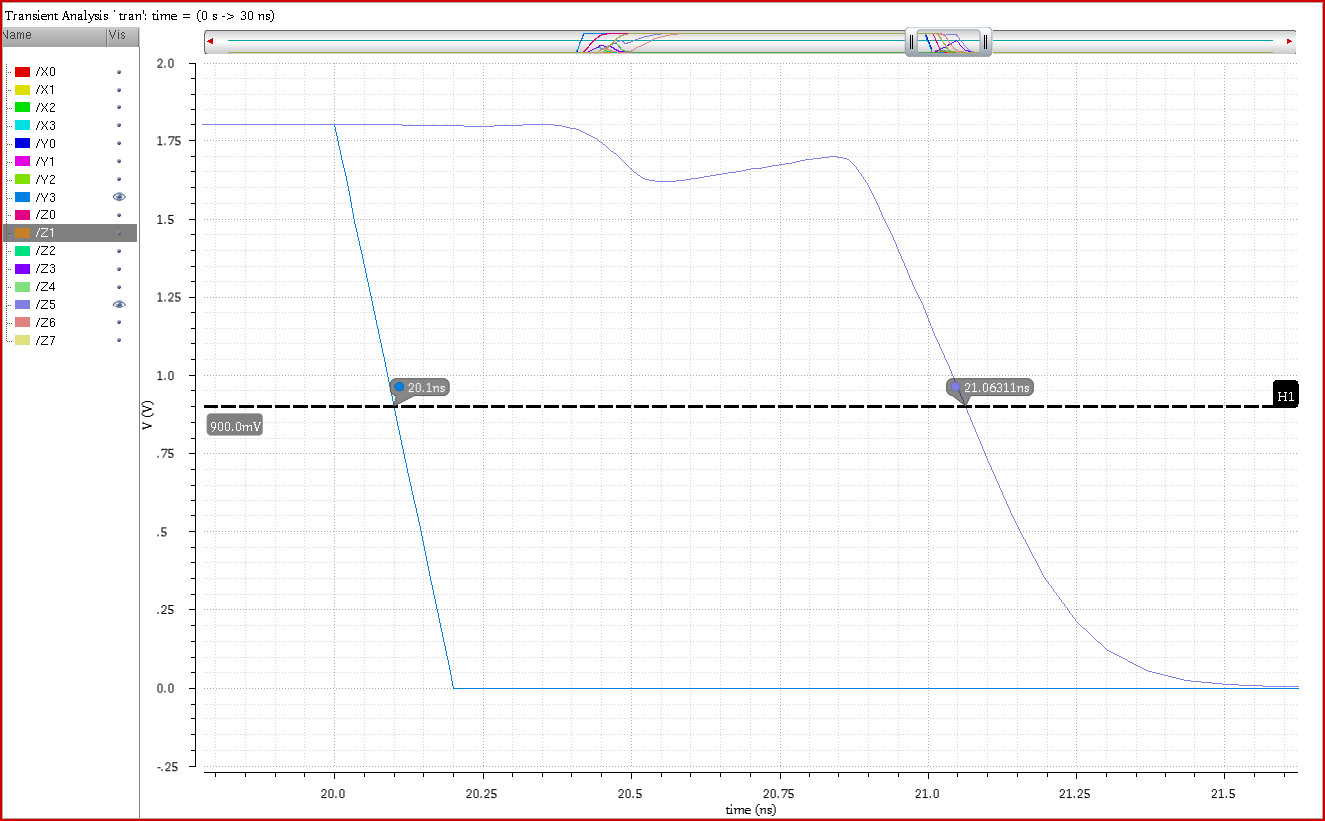 Transient Analysis `tran': time = (0 s -> 30 ns)
Name Vis
/X0
/X1
/X2
/X3
/Y0
/Y1
/Y2
/Y3
/Z0
/Z1
/Z2
/Z3
/Z4
/Z5
/Z6
/Z7
V (V)
2.0
1.75
1.5
1.25
1.0
.75
.5
.25
0.0
-.25
20.1ns
21.06311ns
H1
900.0mV
20.0 20.25 20.5 20.75 21.0 21.25 21.5
time (ns)